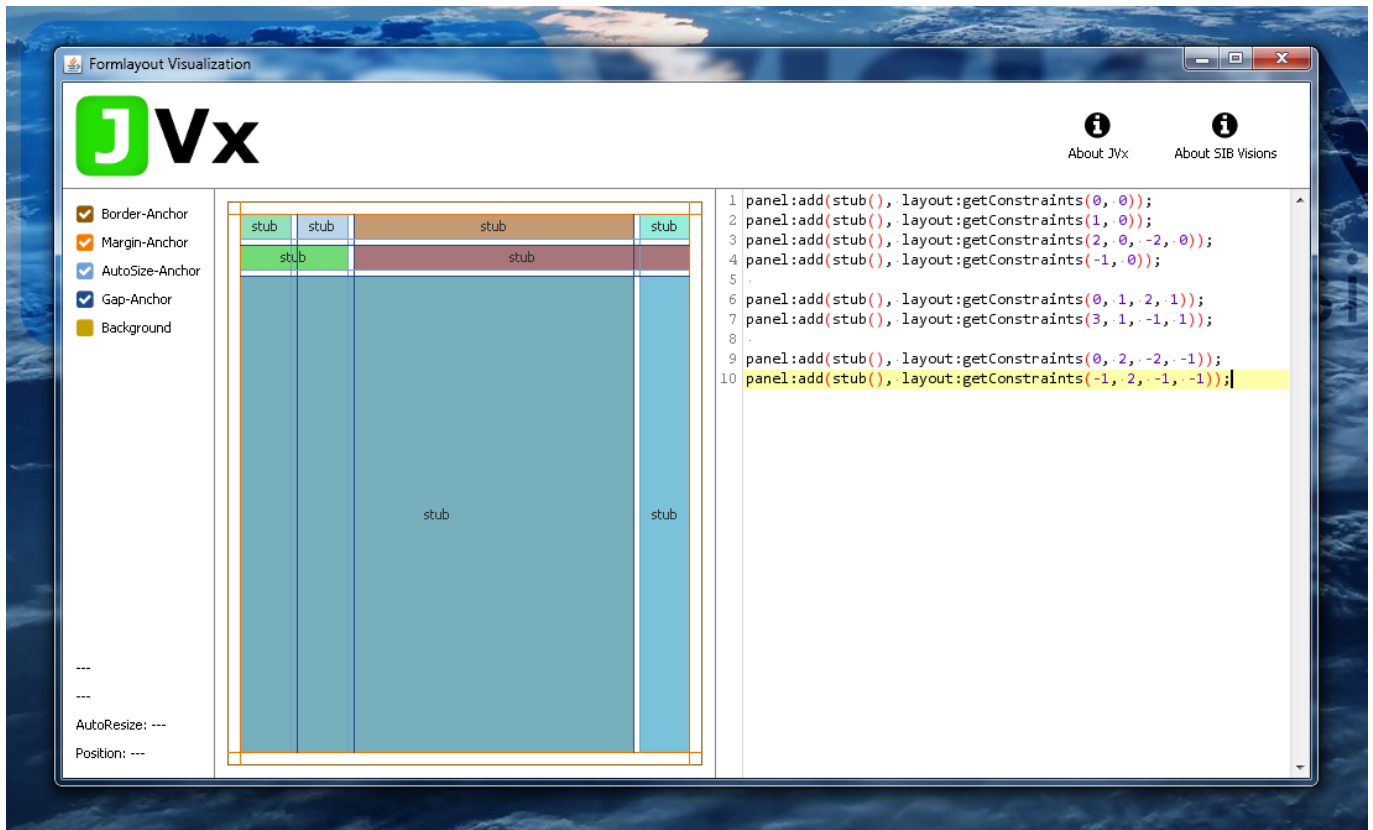 Formlayout Visualization
JVx
About JVx
About SIB Visions
Border-Anchor
Margin-Anchor
AutoSize-Anchor
Gap-Anchor
Background
---
---
AutoResize: ---
Position: ---
stub stub stub stub
stub stub
stub stub
1 panel:add(stub(), layout:getConstraints(0, 0));
2 panel:add(stub(), layout:getConstraints(1, 0));
3 panel:add(stub(), layout:getConstraints(2, 0, -2, 0));
4 panel:add(stub(), layout:getConstraints(-1, 0));
5
6 panel:add(stub(), layout:getConstraints(0, 1, 2, 1));
7 panel:add(stub(), layout:getConstraints(3, 1, -1, 1));
8
9 panel:add(stub(), layout:getConstraints(0, 2, -2, -1));
10 panel:add(stub(), layout:getConstraints(-1, 2, -1, -1));